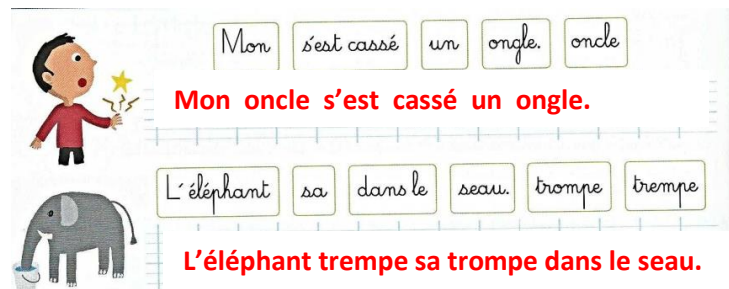 Mon s'est cassé un ongle. oncle
Mon oncle s'est cassé un ongle.
L'éléphant sa dans le seau. trompe trempe
L'éléphant trempe sa trompe dans le seau.